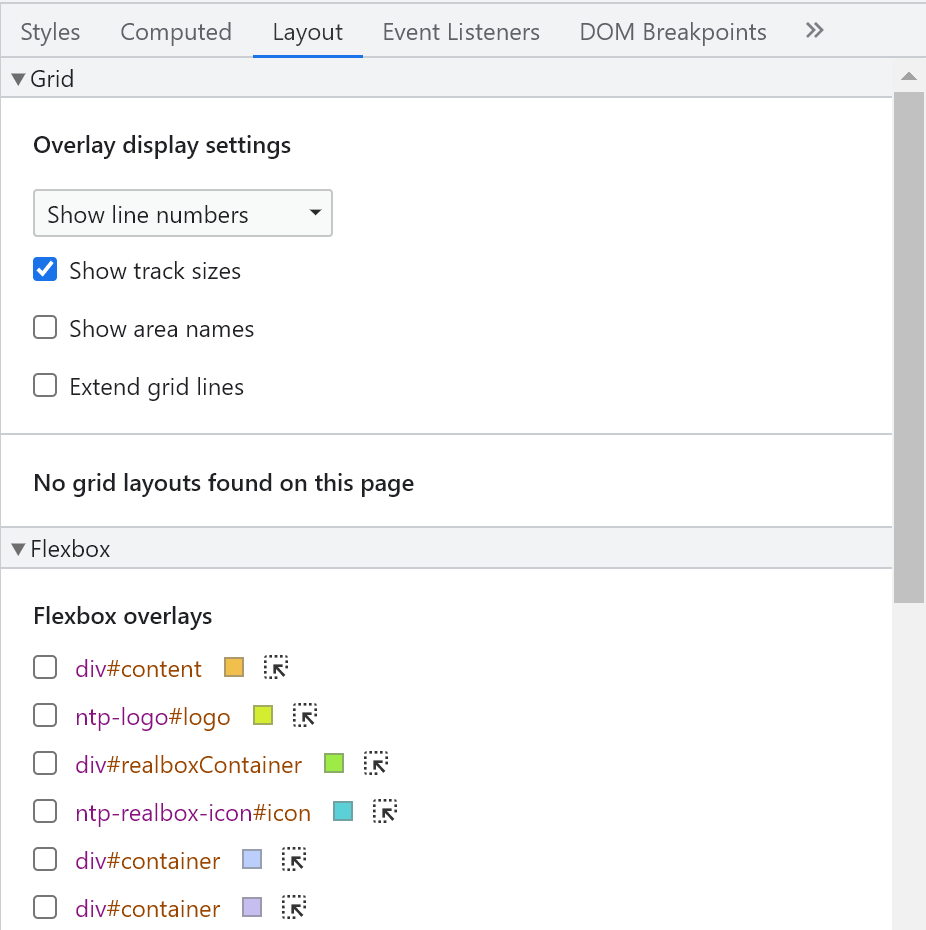 Styles Computed Layout Event Listeners DOM Breakpoints »
Grid
Overlay display settings
Show line numbers
Show track sizes
Show area names
Extend grid lines
No grid layouts found on this page
Flexbox
Flexbox overlays
div#content
ntp-logo#logo
div#realboxContainer
ntp-realbox-icon#icon
div#container
div#container